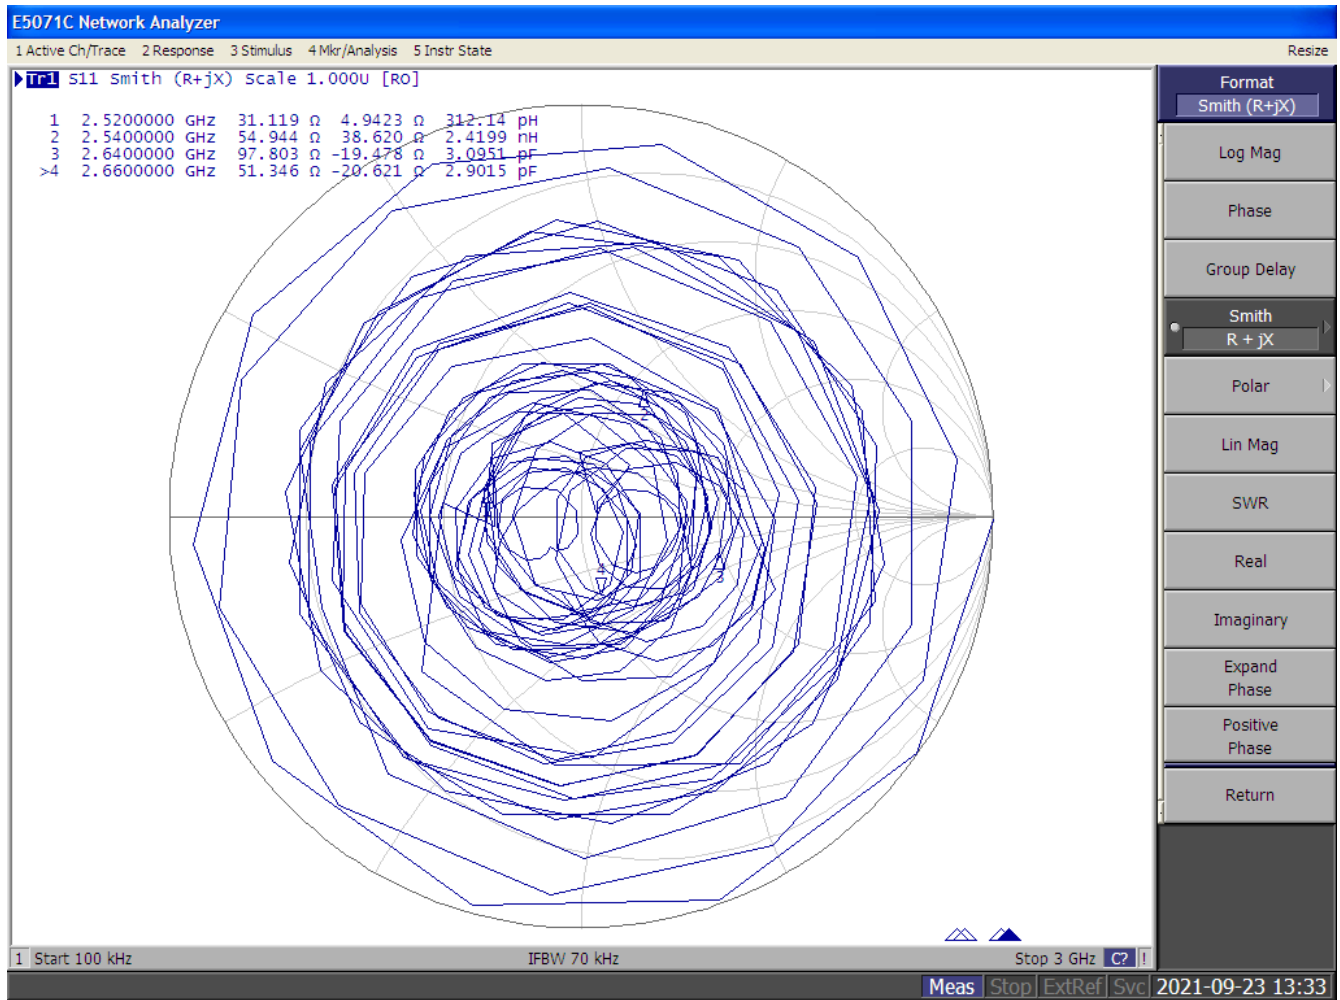 E5071C Network Analyzer
1 Active Ch/Trace 2 Response 3 Stimulus 4 Mkr/Analysis 5 Instr State Resize
Tr1 S11 Smith (R+jX) Scale 1.000U [RO]
1 2.5200000 GHz 31.119 Ω 4.9423 Ω 312.14 pH
2 2.5400000 GHz 54.944 Ω 38.620 Ω 2.4199 nH
3 2.6400000 GHz 97.803 Ω -19.478 Ω 3.0951 pF
>4 2.6600000 GHz 51.346 Ω -20.621 Ω 2.9015 pF
2
4
3
Format
Smith (R+jX)
Log Mag
Phase
Group Delay
Smith
R + jX
Polar
Lin Mag
SWR
Real
Imaginary
Expand
Phase
Positive
Phase
Return
1 Start 100 kHz IFBW 70 kHz Stop 3 GHz C? !
Meas Stop ExtRef Svc 2021-09-23 13:33